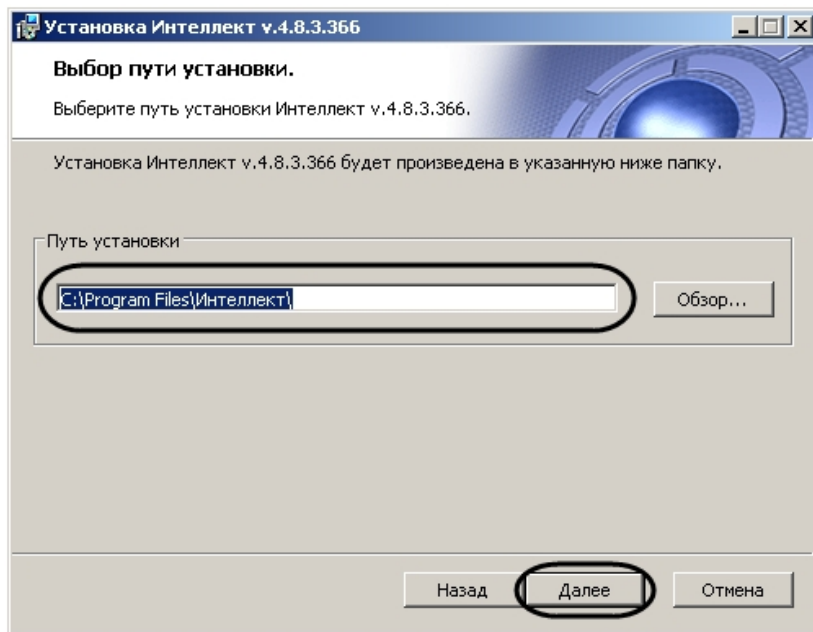 Установка Интеллект v.4.8.3.366
Выбор пути установки.
Выберите путь установки Интеллект v.4.8.3.366.
Установка Интеллект v.4.8.3.366 будет произведена в указанную ниже папку.
Путь установки
C:\Program Files\Интеллект\
Обзор...
Назад
Далее
Отмена